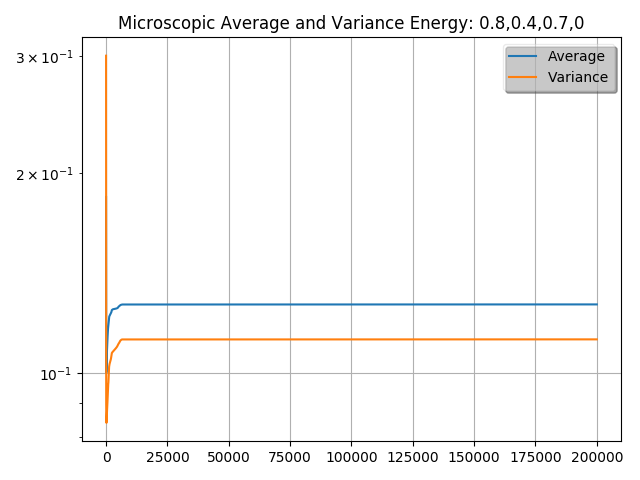 Microscopic Average and Variance Energy: 0.8,0.4,0.7,0
3 × 10⁻¹
2 × 10⁻¹
10⁻¹
Average
Variance
0 25000 50000 75000 100000 125000 150000 175000 200000